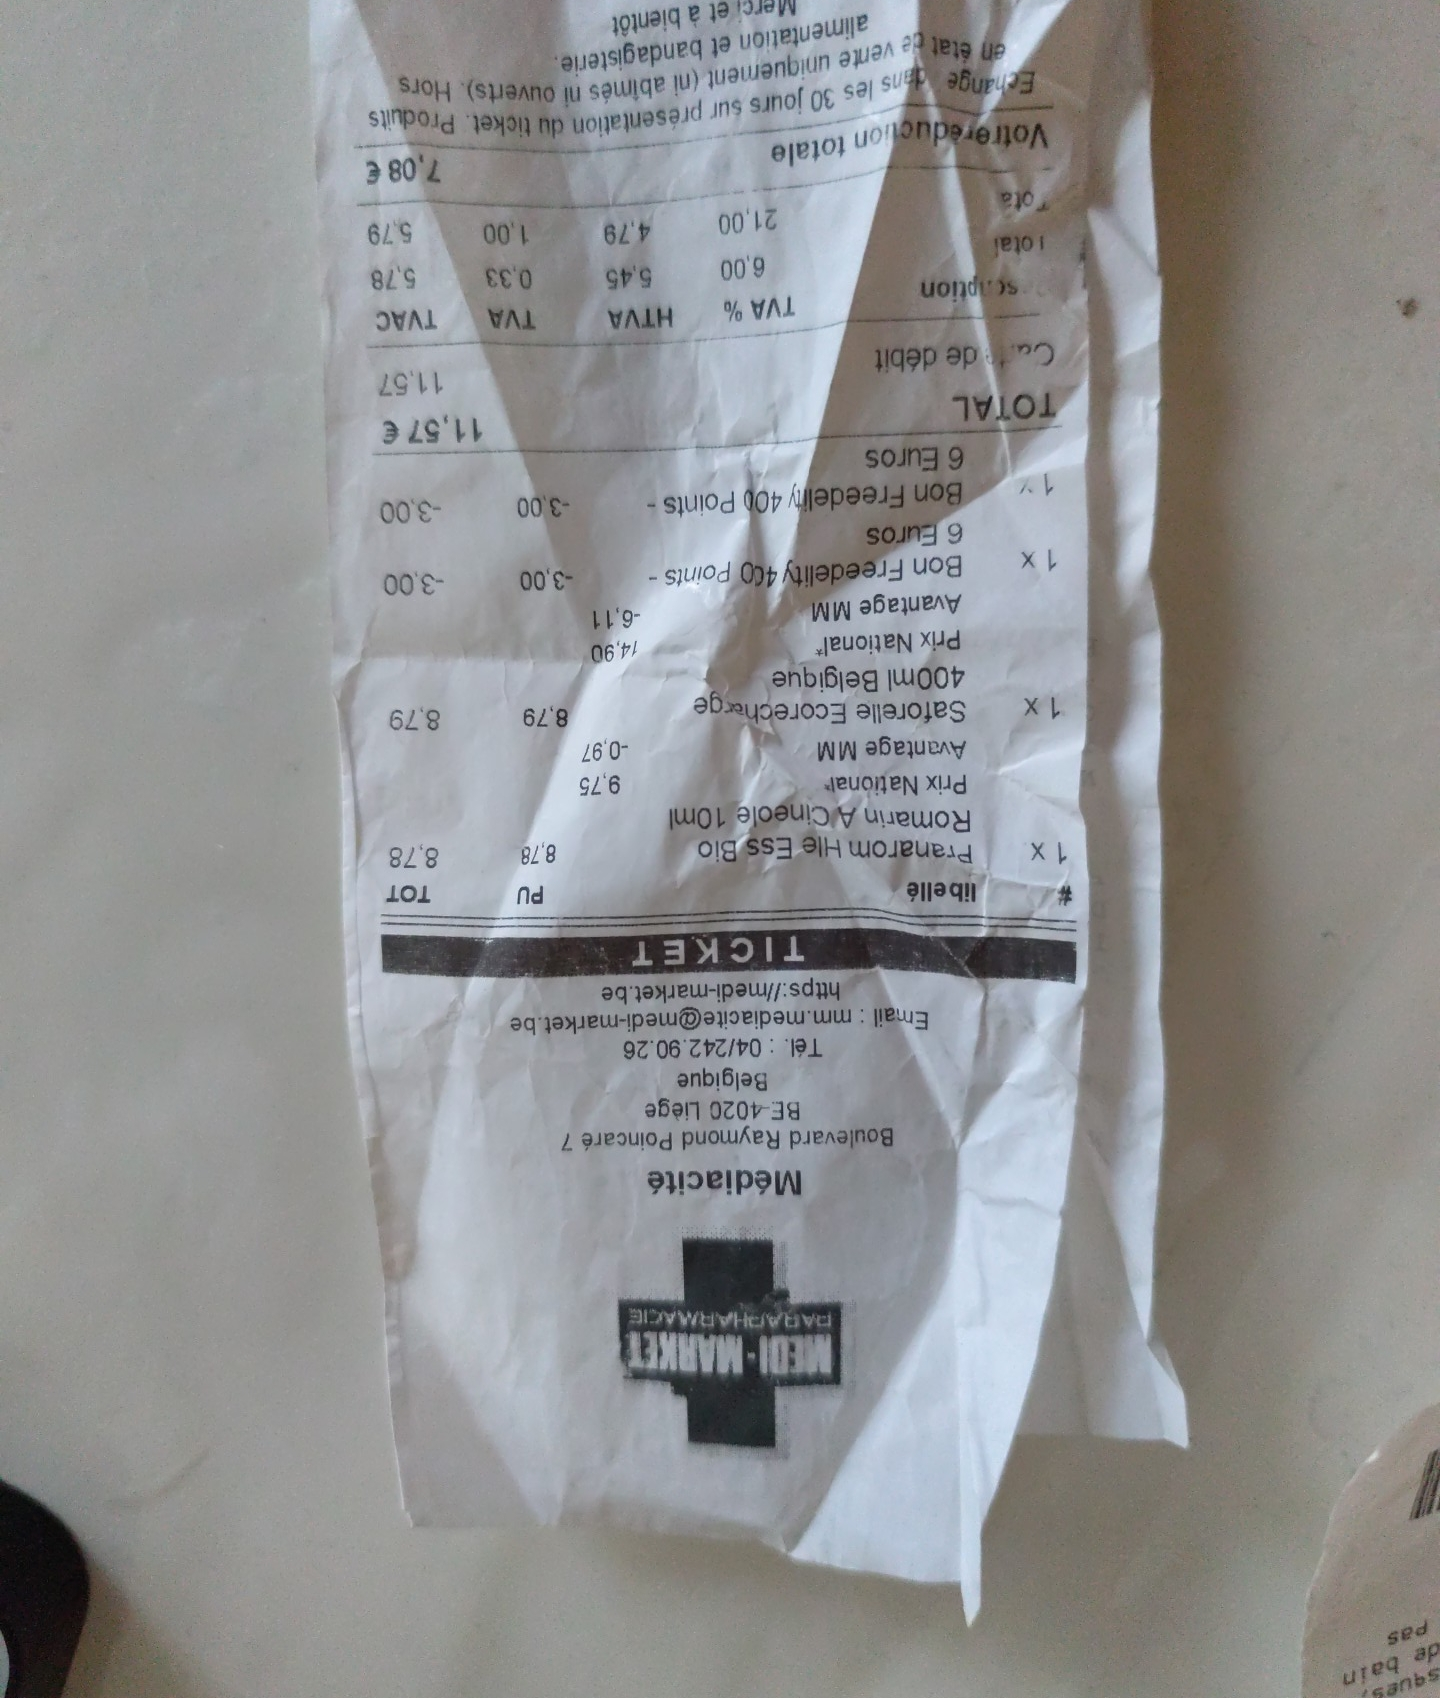 MEDI-MARKET
PARAPHARMACIE
Médiacité
Boulevard Raymond Poincaré 7
BE-4020 Liège
Belgique
Tél. : 04/242.90.26
Email : mm.mediacite@medi-market.be
https://medi-market.be
TICKET
# libellé PU TOT
1 x Pranarom Hle Ess Bio 8,78 8,78
Romarin A Cineole 10ml
Prix National* 9,75
Avantage MM -0,97
1 x Saforelle Ecorecharge 8,79 8,79
400ml Belgique
Prix National* 14,90
Avantage MM -6,11
1 x Bon Freedelity 400 Points - -3,00 -3,00
6 Euros
1 x Bon Freedelity 400 Points - -3,00 -3,00
6 Euros
TOTAL 11,57 €
Carte de débit 11,57
TVA % HTVA TVA TVAC
Total 6,00 5,45 0,33 5,78
Total 21,00 4,79 1,00 5,79
Votre réduction totale 7,08 €
Echange dans les 30 jours sur présentation du ticket. Produits
en état de vente uniquement (ni abîmés ni ouverts). Hors
alimentation et bandagisterie.
Merci et à bientôt
de bain
pas